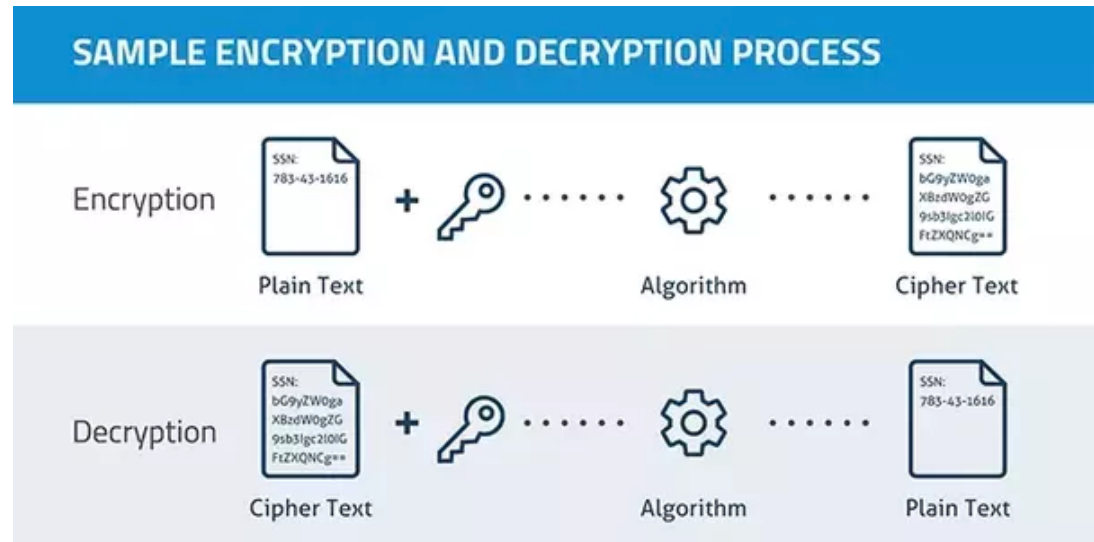 SAMPLE ENCRYPTION AND DECRYPTION PROCESS
Encryption
SSN:
783-43-1616
+
Plain Text
Algorithm
SSN:
bG9yZW0ga
XBzdW0gZG
9sb3Igc2l0IG
FtZXQNCg==
Cipher Text
Decryption
SSN:
bG9yZW0ga
XBzdW0gZG
9sb3Igc2l0IG
FtZXQNCg==
+
Cipher Text
Algorithm
SSN:
783-43-1616
Plain Text